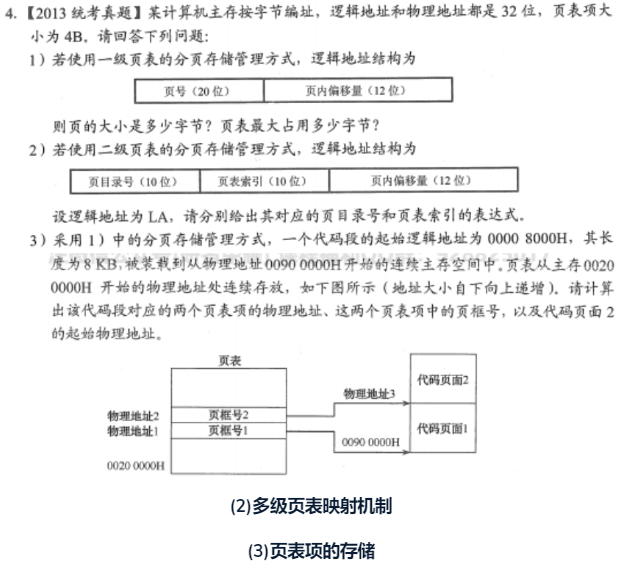 4. 【2013 统考真题】某计算机主存按字节编址，逻辑地址和物理地址都是 32 位，页表项大
小为 4B。请回答下列问题：
1）若使用一级页表的分页存储管理方式，逻辑地址结构为
页号（20 位） 页内偏移量（12 位）
则页的大小是多少字节？页表最大占用多少字节？
2）若使用二级页表的分页存储管理方式，逻辑地址结构为
页目录号（10 位） 页表索引（10 位） 页内偏移量（12 位）
设逻辑地址为 LA，请分别给出其对应的页目录号和页表索引的表达式。
3）采用 1）中的分页存储管理方式，一个代码段的起始逻辑地址为 0000 8000H，其长
度为 8 KB，被装载到从物理地址 0090 0000H 开始的连续主存空间中。页表从主存 0020
0000H 开始的物理地址处连续存放，如下图所示（地址大小自下向上递增）。请计算
出该代码段对应的两个页表项的物理地址、这两个页表项中的页框号，以及代码页面 2
的起始物理地址。
页表
代码页面2
物理地址3
物理地址2 页框号2
物理地址1 页框号1 代码页面1
0090 0000H
0020 0000H
(2)多级页表映射机制
(3)页表项的存储